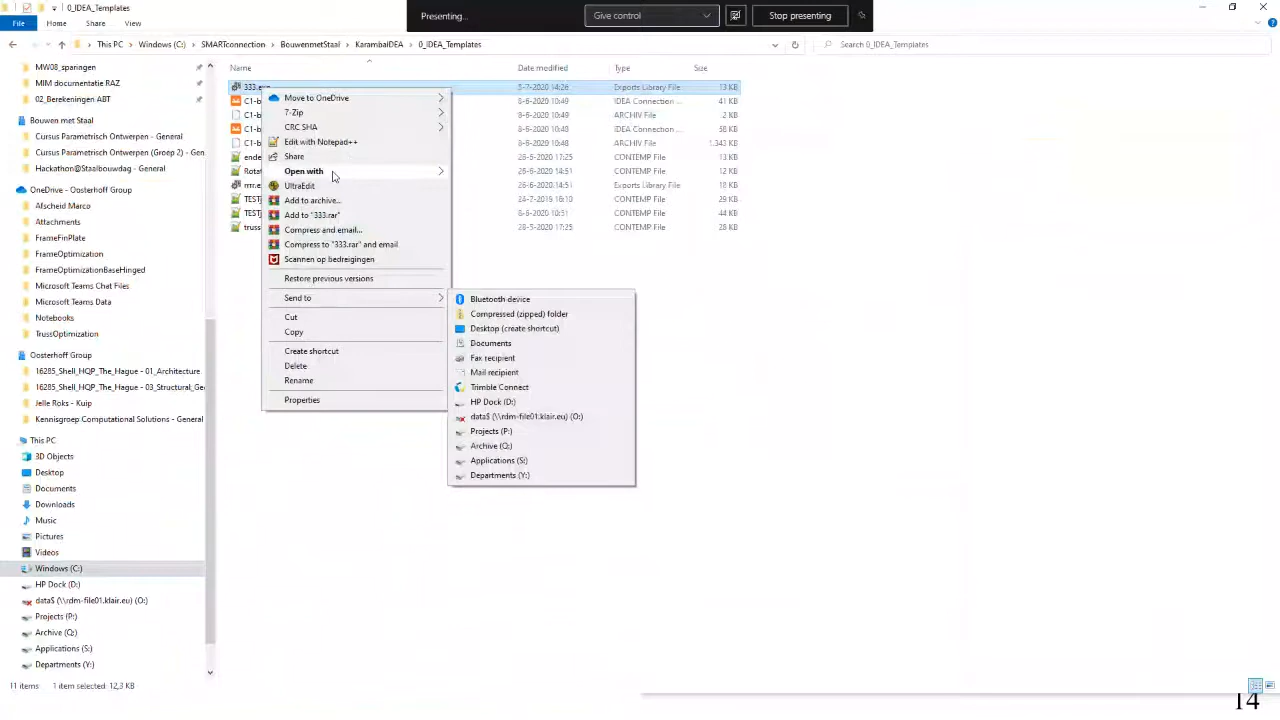 0_IDEA_Templates
Presenting...
Give control
Stop presenting
File
Home
Share
View
This PC
Windows (C:)
SMARTconnection
BouwenmetStaal
KarambaIDEA
0_IDEA_Templates
Search 0_IDEA_Templates
MW08_sparingen
MIM documentatie RAZ
02_Berekeningen ABT
Bouwen met Staal
Cursus Parametrisch Ontwerpen - General
Cursus Parametrisch Ontwerpen (Groep 2) - Gen
Hackathon@Staalbouwdag - General
OneDrive - Oosterhoff Group
Afscheid Marco
Attachments
FrameFinPlate
FrameOptimization
FrameOptimizationBaseHinged
Microsoft Teams Chat Files
Microsoft Teams Data
Notebooks
TrussOptimization
Oosterhoff Group
16285_Shell_HQP_The_Hague - 01_Architecture
16285_Shell_HQP_The_Hague - 03_Structural_Ge
Jelle Roks - Kuip
Kennisgroep Computational Solutions - General
This PC
3D Objects
Desktop
Documents
Downloads
Music
Pictures
Videos
Windows (C:)
HP Dock (D:)
data$ (\\rdm-file01.klair.eu) (O:)
Projects (P:)
Archive (Q:)
Applications (S:)
Departments (Y:)
Name
Date modified
Type
Size
5-7-2020 14:26
Exports Library File
13 KB
C1-b
8-6-2020 10:49
IDEA Connection ...
41 KB
C1-b
8-6-2020 10:49
ARCHIV File
2 KB
C1-b
8-6-2020 10:48
IDEA Connection ...
58 KB
C1-b
8-6-2020 10:48
ARCHIV File
1.343 KB
ende
26-6-2020 17:25
CONTEMP File
13 KB
Rotat
26-6-2020 14:51
CONTEMP File
36 KB
rrr.e
26-6-2020 14:51
Exports Library File
18 KB
CONTEMP File
29 KB
8-6-2020 10:51
CONTEMP File
44 KB
truss
28-5-2020 17:25
CONTEMP File
28 KB
Move to OneDrive
7-Zip
CRC SHA
Edit with Notepad++
Share
Open with
UltraEdit
Add to archive...
Add to "333.rar"
Compress and email...
Compress to "333.rar" and email
Scannen op bedreigingen
Restore previous versions
Send to
Cut
Copy
Create shortcut
Delete
Rename
Properties
Bluetooth device
Compressed (zipped) folder
Desktop (create shortcut)
Documents
Fax recipient
Mail recipient
Trimble Connect
HP Dock (D:)
data$ (\\rdm-file01.klair.eu) (O:)
Projects (P:)
Archive (Q:)
Applications (S:)
Departments (Y:)
11 items
1 item selected: 12,3 KB
14